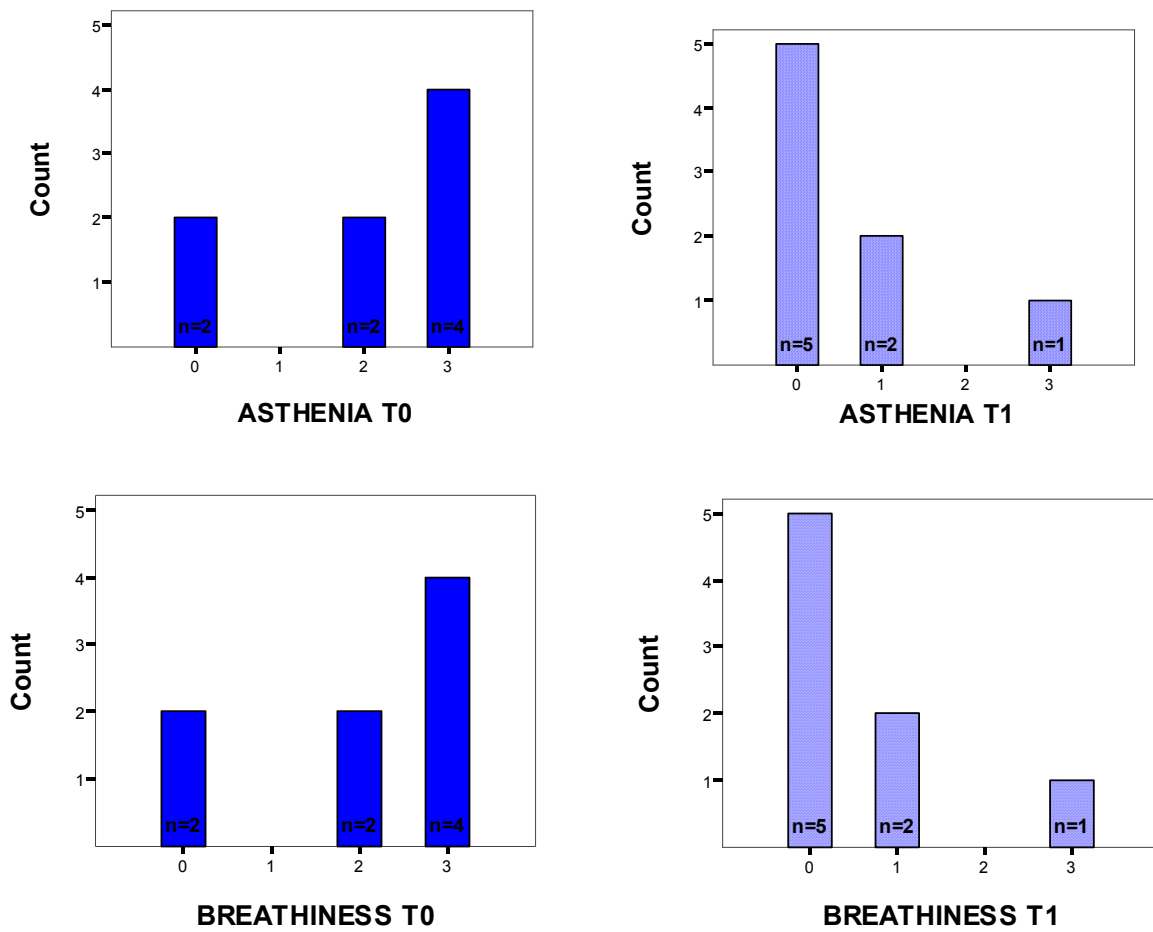 5
4
3
2
1
Count
n=2
n=2
n=4
0 1 2 3
ASTHENIA T0
5
4
3
2
1
Count
n=5
n=2
n=1
0 1 2 3
ASTHENIA T1
5
4
3
2
1
Count
n=2
n=2
n=4
0 1 2 3
BREATHINESS T0
5
4
3
2
1
Count
n=5
n=2
n=1
0 1 2 3
BREATHINESS T1